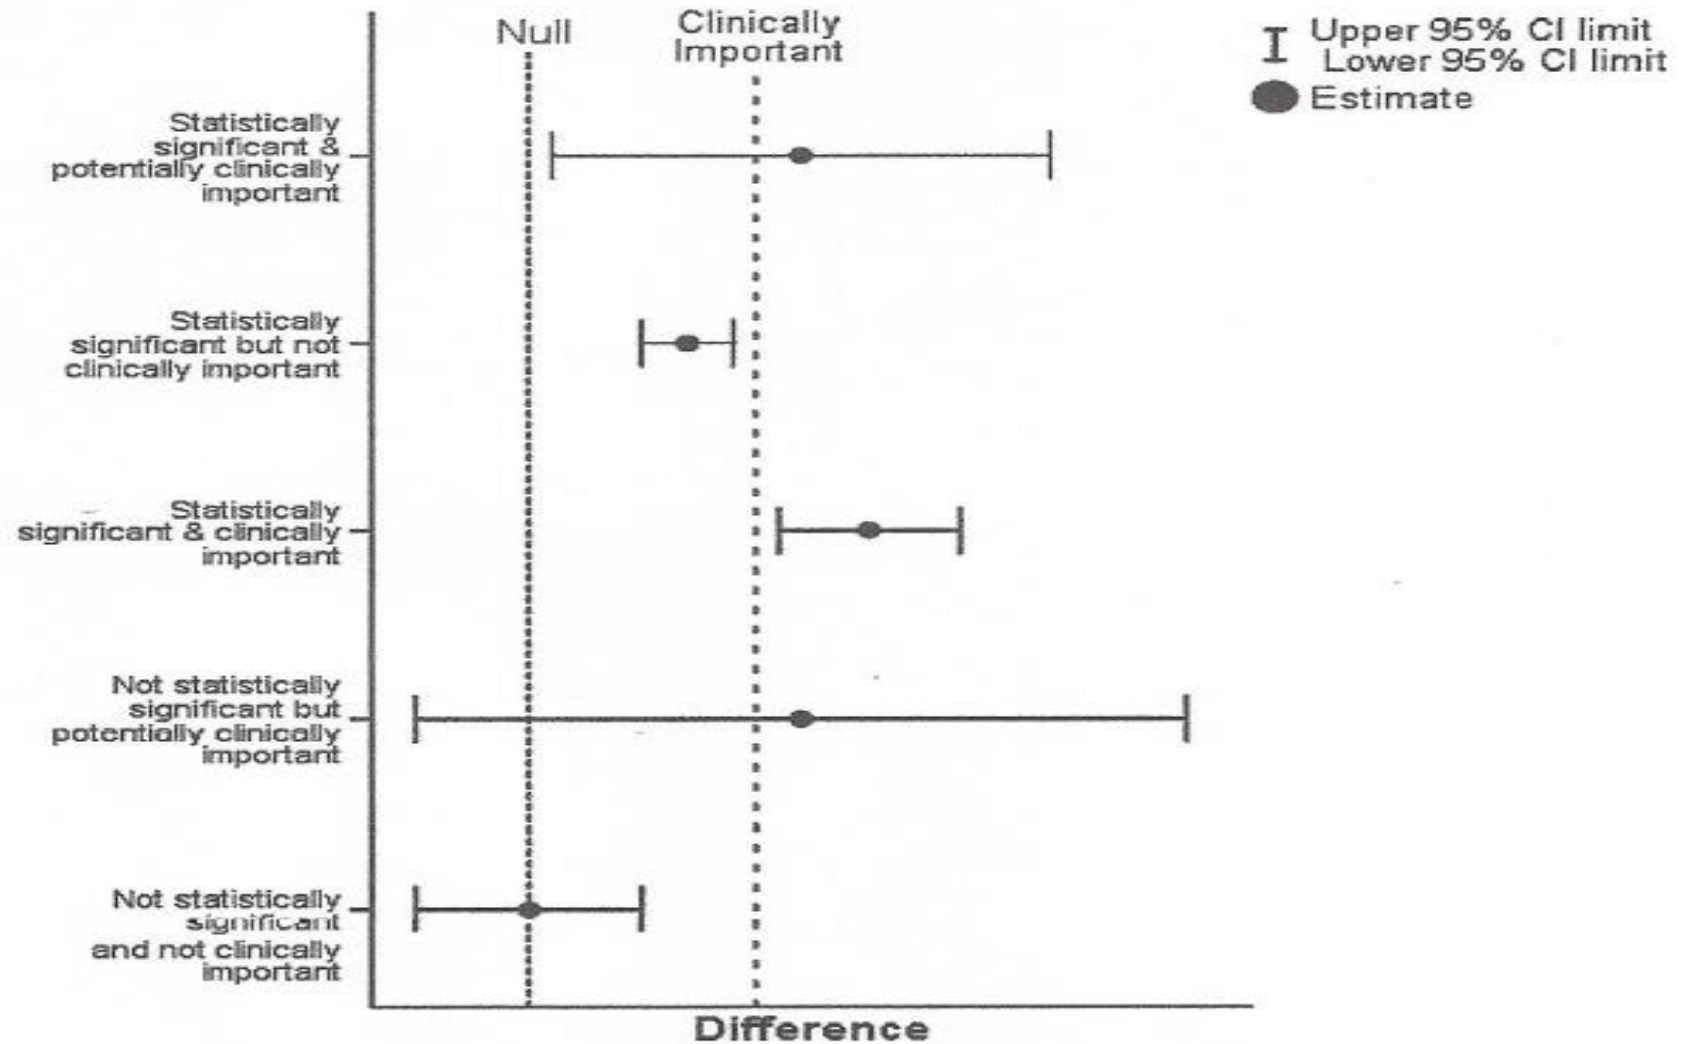 Null
Clinically
Important
Upper 95% CI limit
Lower 95% CI limit
Estimate
Statistically
significant &
potentially clinically
important
Statistically
significant but not
clinically important
Statistically
significant & clinically
important
Not statistically
significant but
potentially clinically
important
Not statistically
significant
and not clinically
important
Difference